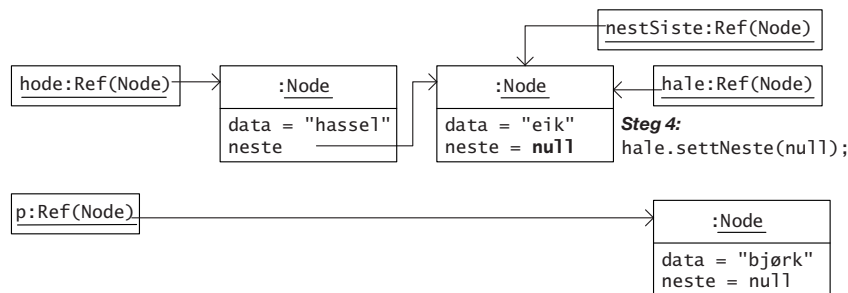 nestSiste:Ref(Node)
hode:Ref(Node)
:Node
:Node
hale:Ref(Node)
data = "hassel"
neste
data = "eik"
neste = null
Steg 4:
hale.settNeste(null);
p:Ref(Node)
:Node
data = "bjørk"
neste = null